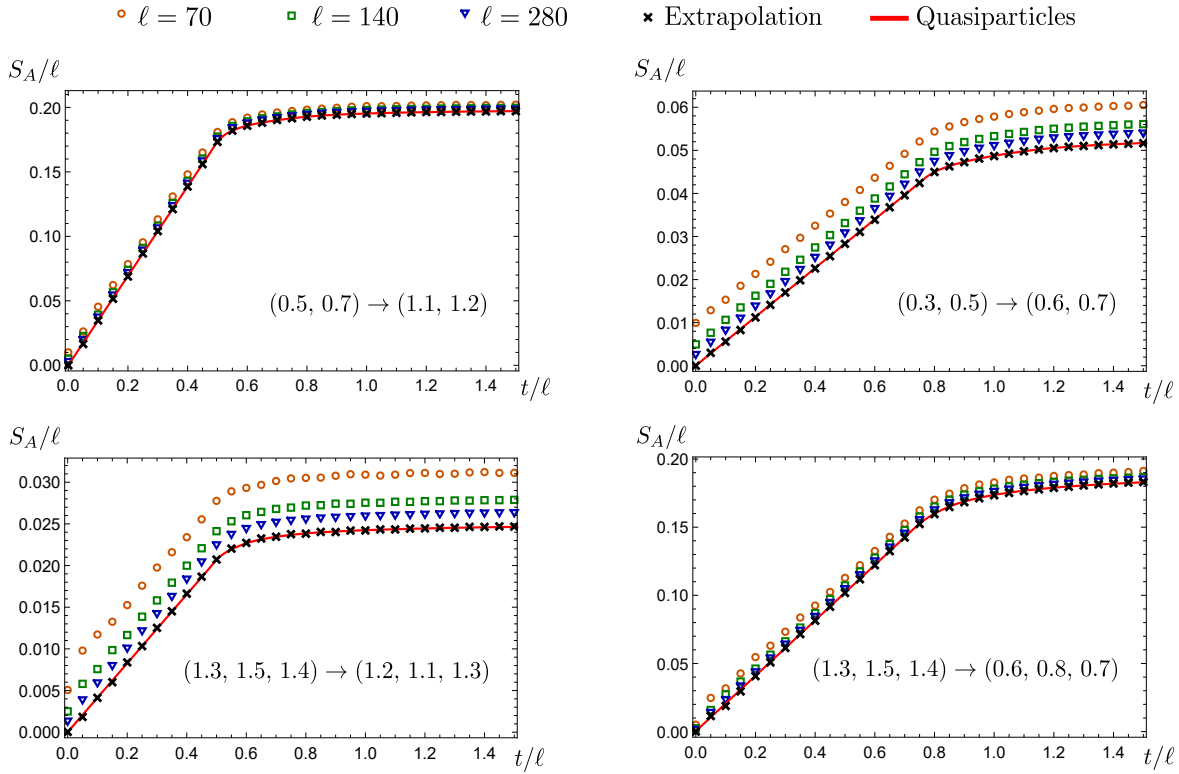 ℓ = 70 ℓ = 140 ℓ = 280 Extrapolation Quasiparticles
S_A/ℓ
0.20
0.15
0.10
0.05
0.00
(0.5, 0.7) → (1.1, 1.2)
0.0 0.2 0.4 0.6 0.8 1.0 1.2 1.4 t/ℓ
S_A/ℓ
0.06
0.05
0.04
0.03
0.02
0.01
0.00
(0.3, 0.5) → (0.6, 0.7)
0.0 0.2 0.4 0.6 0.8 1.0 1.2 1.4 t/ℓ
S_A/ℓ
0.030
0.025
0.020
0.015
0.010
0.005
0.000
(1.3, 1.5, 1.4) → (1.2, 1.1, 1.3)
0.0 0.2 0.4 0.6 0.8 1.0 1.2 1.4 t/ℓ
S_A/ℓ
0.20
0.15
0.10
0.05
0.00
(1.3, 1.5, 1.4) → (0.6, 0.8, 0.7)
0.0 0.2 0.4 0.6 0.8 1.0 1.2 1.4 t/ℓ